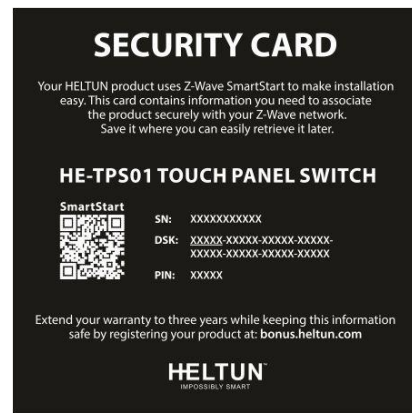 SECURITY CARD
Your HELTUN product uses Z-Wave SmartStart to make installation
easy. This card contains information you need to associate
the product securely with your Z-Wave network.
Save it where you can easily retrieve it later.
HE-TPS01 TOUCH PANEL SWITCH
SmartStart
SN: XXXXXXXXXXX
DSK: XXXXX-XXXXX-XXXXX-XXXXX-
XXXXX-XXXXX-XXXXX-XXXXX
PIN: XXXXX
Extend your warranty to three years while keeping this information
safe by registering your product at: bonus.heltun.com
HELTUN™
IMPOSSIBLY SMART